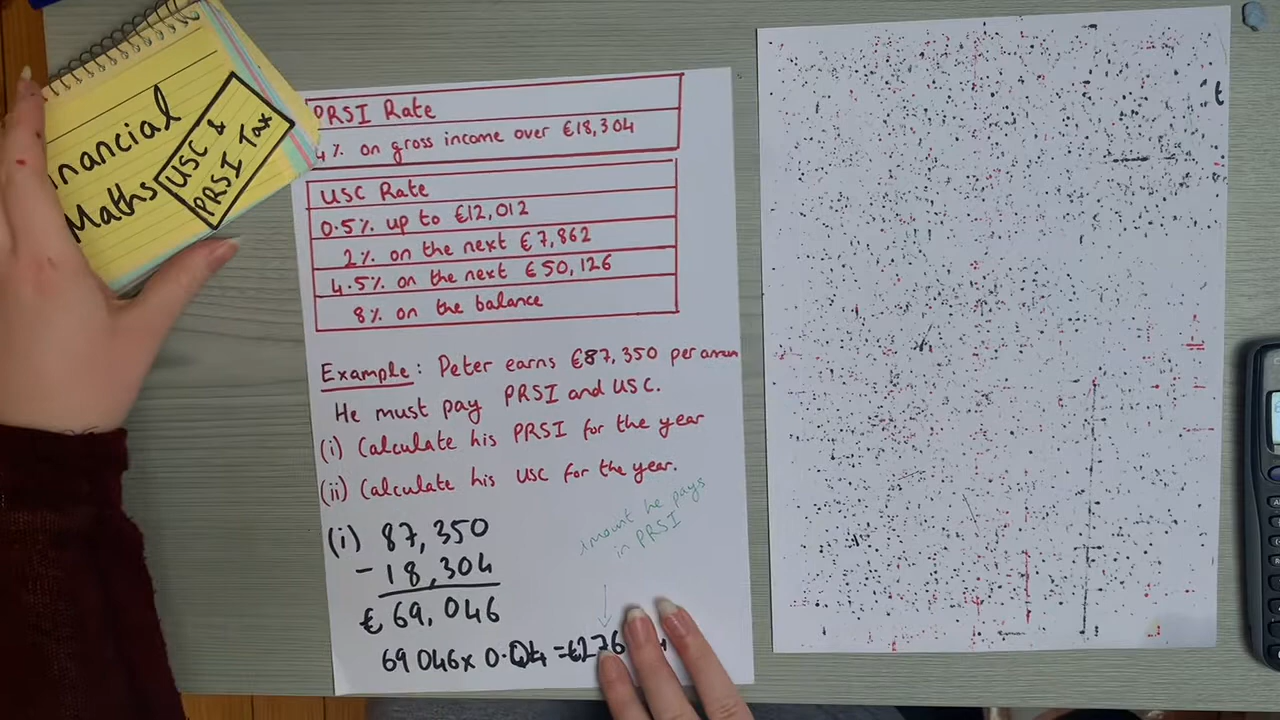 Maths
USC &
PRSI Tax
PRSI Rate
4% on gross income over €18,304
USC Rate
0.5% up to €12,012
2% on the next €7,862
4.5% on the next €50,126
8% on the balance
Example: Peter earns €87,350 per annum
He must pay PRSI and USC.
(i) Calculate his PRSI for the year
(ii) Calculate his USC for the year.
amount he pays
in PRSI
(i) 87,350
- 18,304
€69,046
69046 x 0.04 =